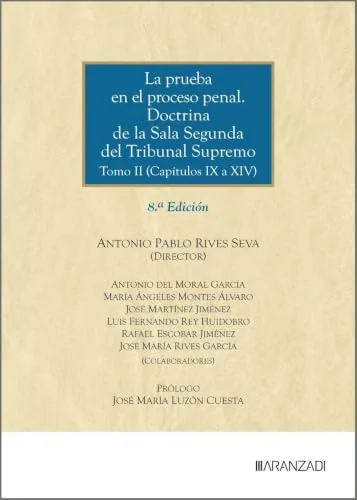 La prueba
en el proceso penal.
Doctrina
de la Sala Segunda
del Tribunal Supremo
Tomo II (Capítulos IX a XIV)
8.ª Edición
Antonio Pablo Rives Seva
(Director)
Antonio del Moral García
María Ángeles Montes Álvaro
José Martínez Jiménez
Luis Fernando Rey Huidobro
Rafael Escobar Jiménez
José María Rives García
(Colaboradores)
Prólogo
José María Luzón Cuesta
ARANZADI